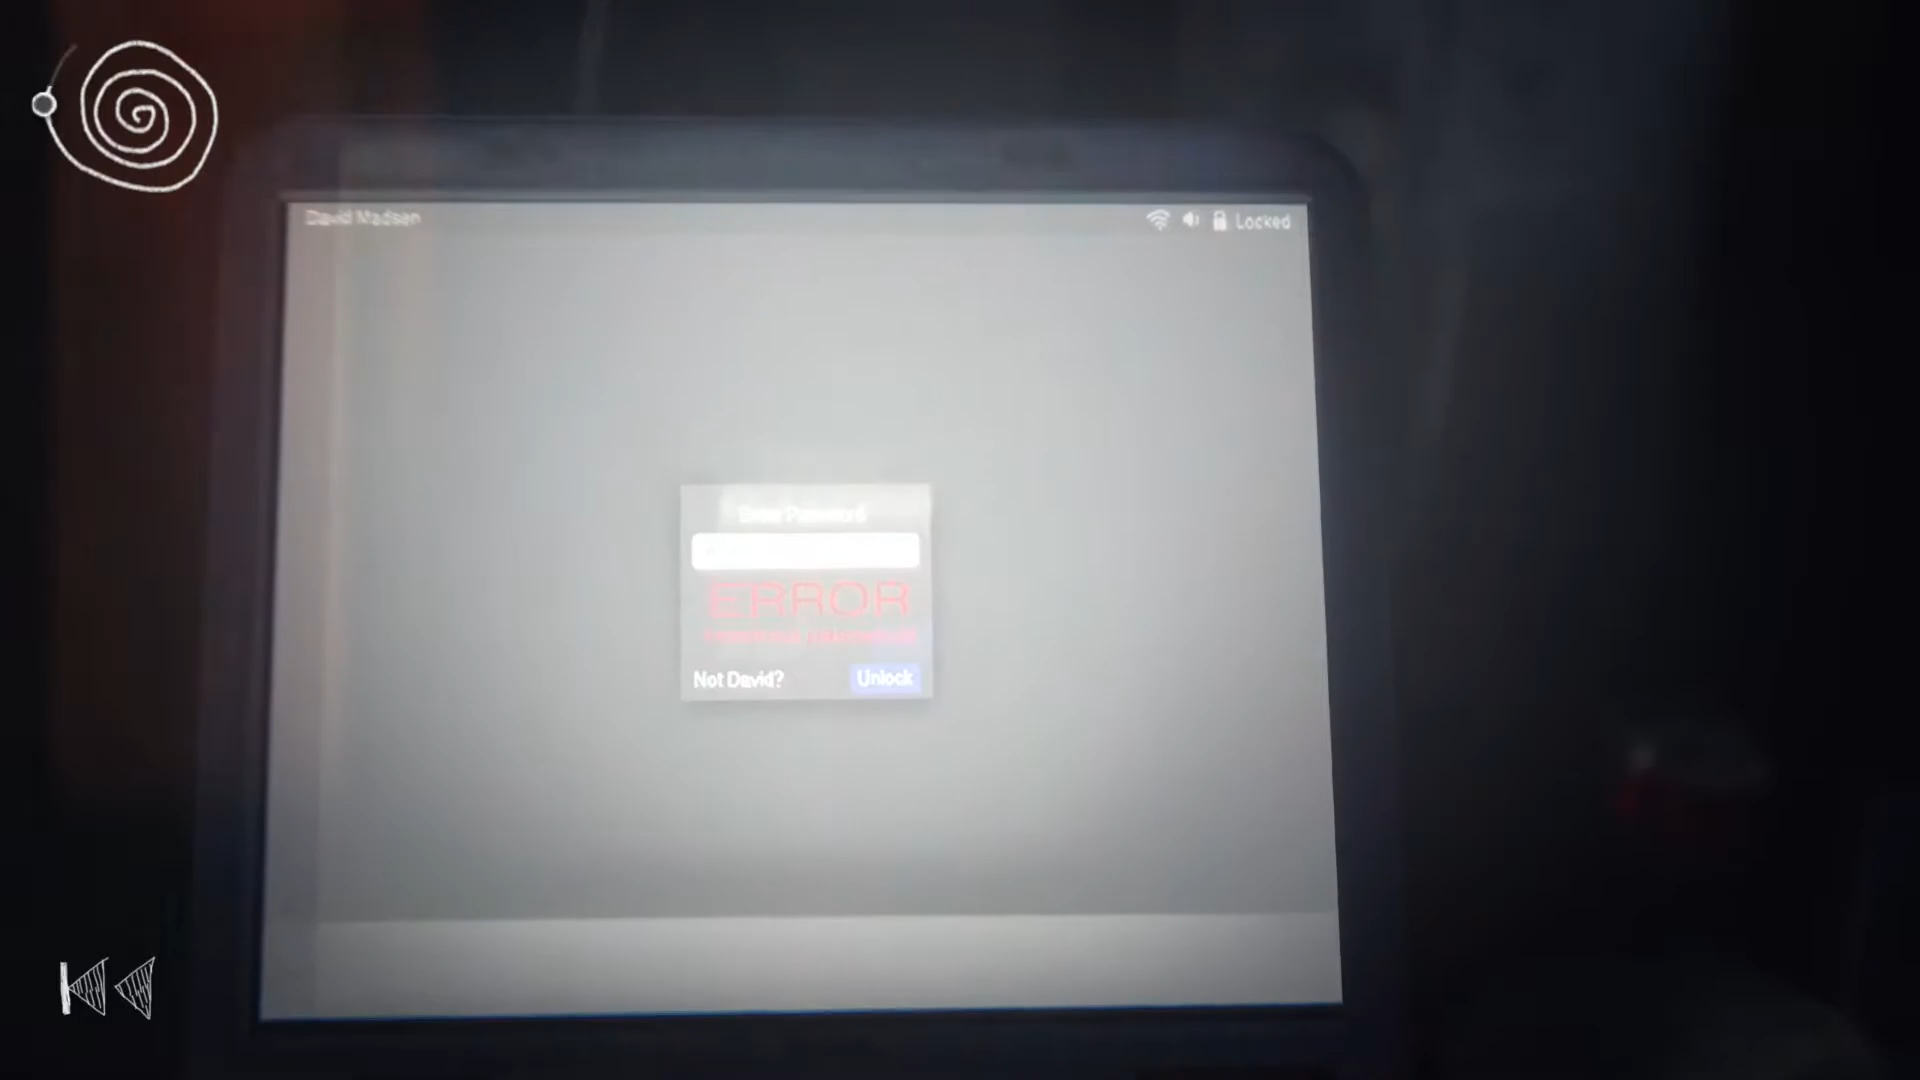 David Madsen
Locked
Enter Password
ERROR
Not David?
Unlock